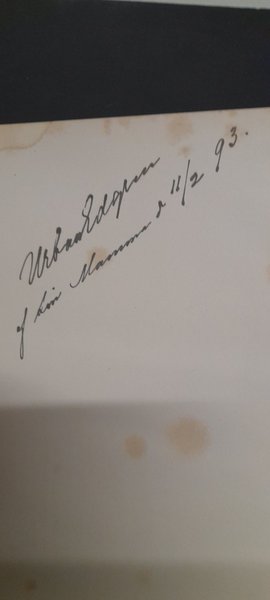 Urban Edgren
af sin Mamma d 11/2 93.